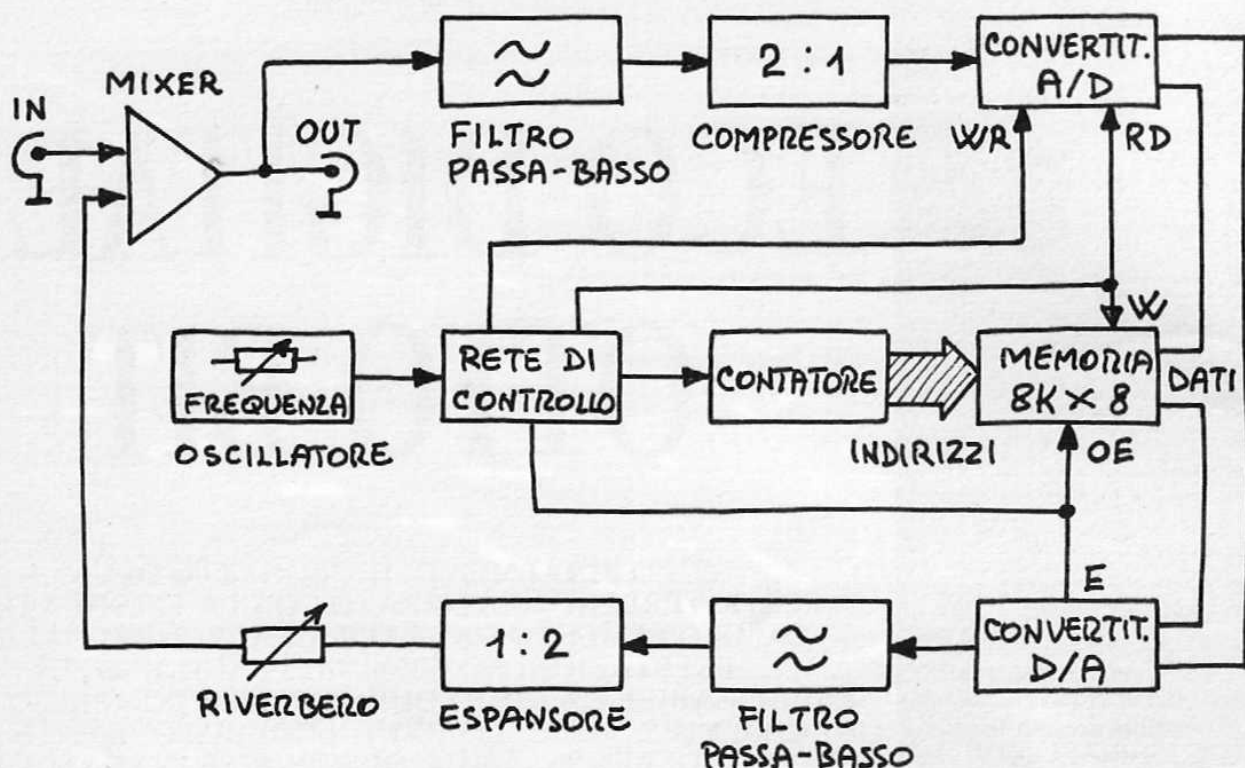 MIXER
IN
OUT
FILTRO
PASSA-BASSO
2:1
COMPRESSORE
CONVERTIT.
A/D
WR
RD
FREQUENZA
OSCILLATORE
RETE DI
CONTROLLO
CONTATORE
INDIRIZZI
W
MEMORIA
8K × 8
DATI
OE
E
RIVERBERO
1:2
ESPANSORE
FILTRO
PASSA-BASSO
CONVERTIT.
D/A